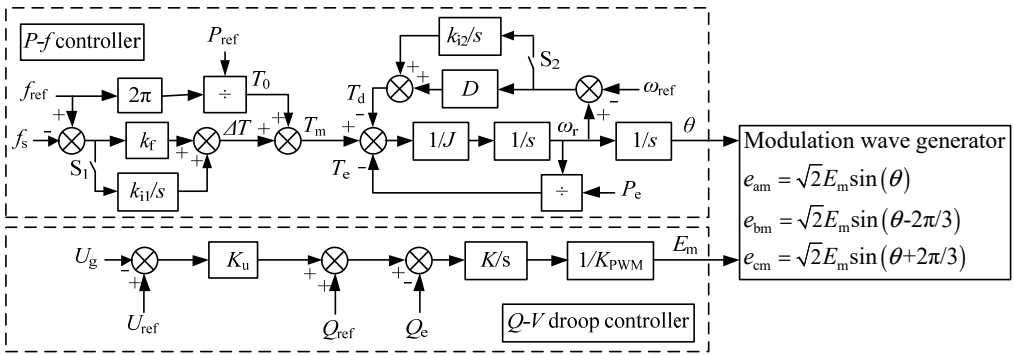 P-f controller
P_ref
f_ref
2π
÷
T_0
+
-
f_s
k_f
+
+
ΔT
+
+
T_m
S_1
k_i1/s
k_i2/s
S_2
+
+
D
T_d
+
-
ω_ref
-
+
T_e
-
1/J
1/s
ω_r
1/s
θ
÷
P_e
U_g
-
+
U_ref
K_u
+
+
Q_ref
+
-
Q_e
K/s
1/K_PWM
E_m
Q-V droop controller
Modulation wave generator
e_am = √2E_m sin(θ)
e_bm = √2E_m sin(θ-2π/3)
e_cm = √2E_m sin(θ+2π/3)